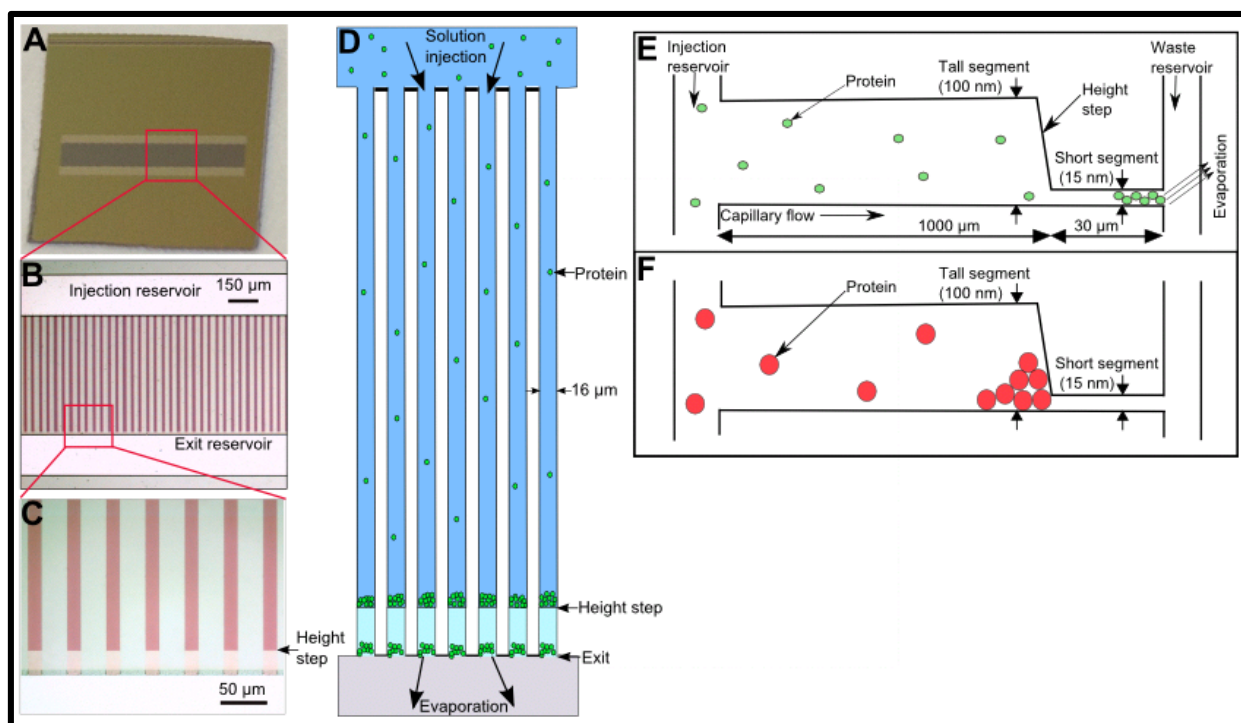 A
B
Injection reservoir
150 µm
Exit reservoir
C
Height
step
50 µm
D
Solution
injection
Protein
16 µm
Height step
Exit
Evaporation
E
Injection
reservoir
Protein
Tall segment
(100 nm)
Waste
reservoir
Height
step
Short segment
(15 nm)
Evaporation
Capillary flow
1000 µm
30 µm
F
Protein
Tall segment
(100 nm)
Short segment
(15 nm)